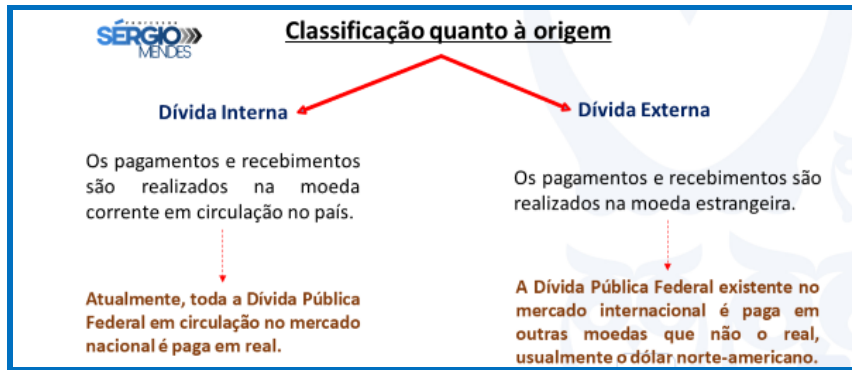 PROFESSOR
SÉRGIO
MENDES
Classificação quanto à origem
Dívida Interna
Os pagamentos e recebimentos
são realizados na moeda
corrente em circulação no país.
Atualmente, toda a Dívida Pública
Federal em circulação no mercado
nacional é paga em real.
Dívida Externa
Os pagamentos e recebimentos são
realizados na moeda estrangeira.
A Dívida Pública Federal existente no
mercado internacional é paga em
outras moedas que não o real,
usualmente o dólar norte-americano.